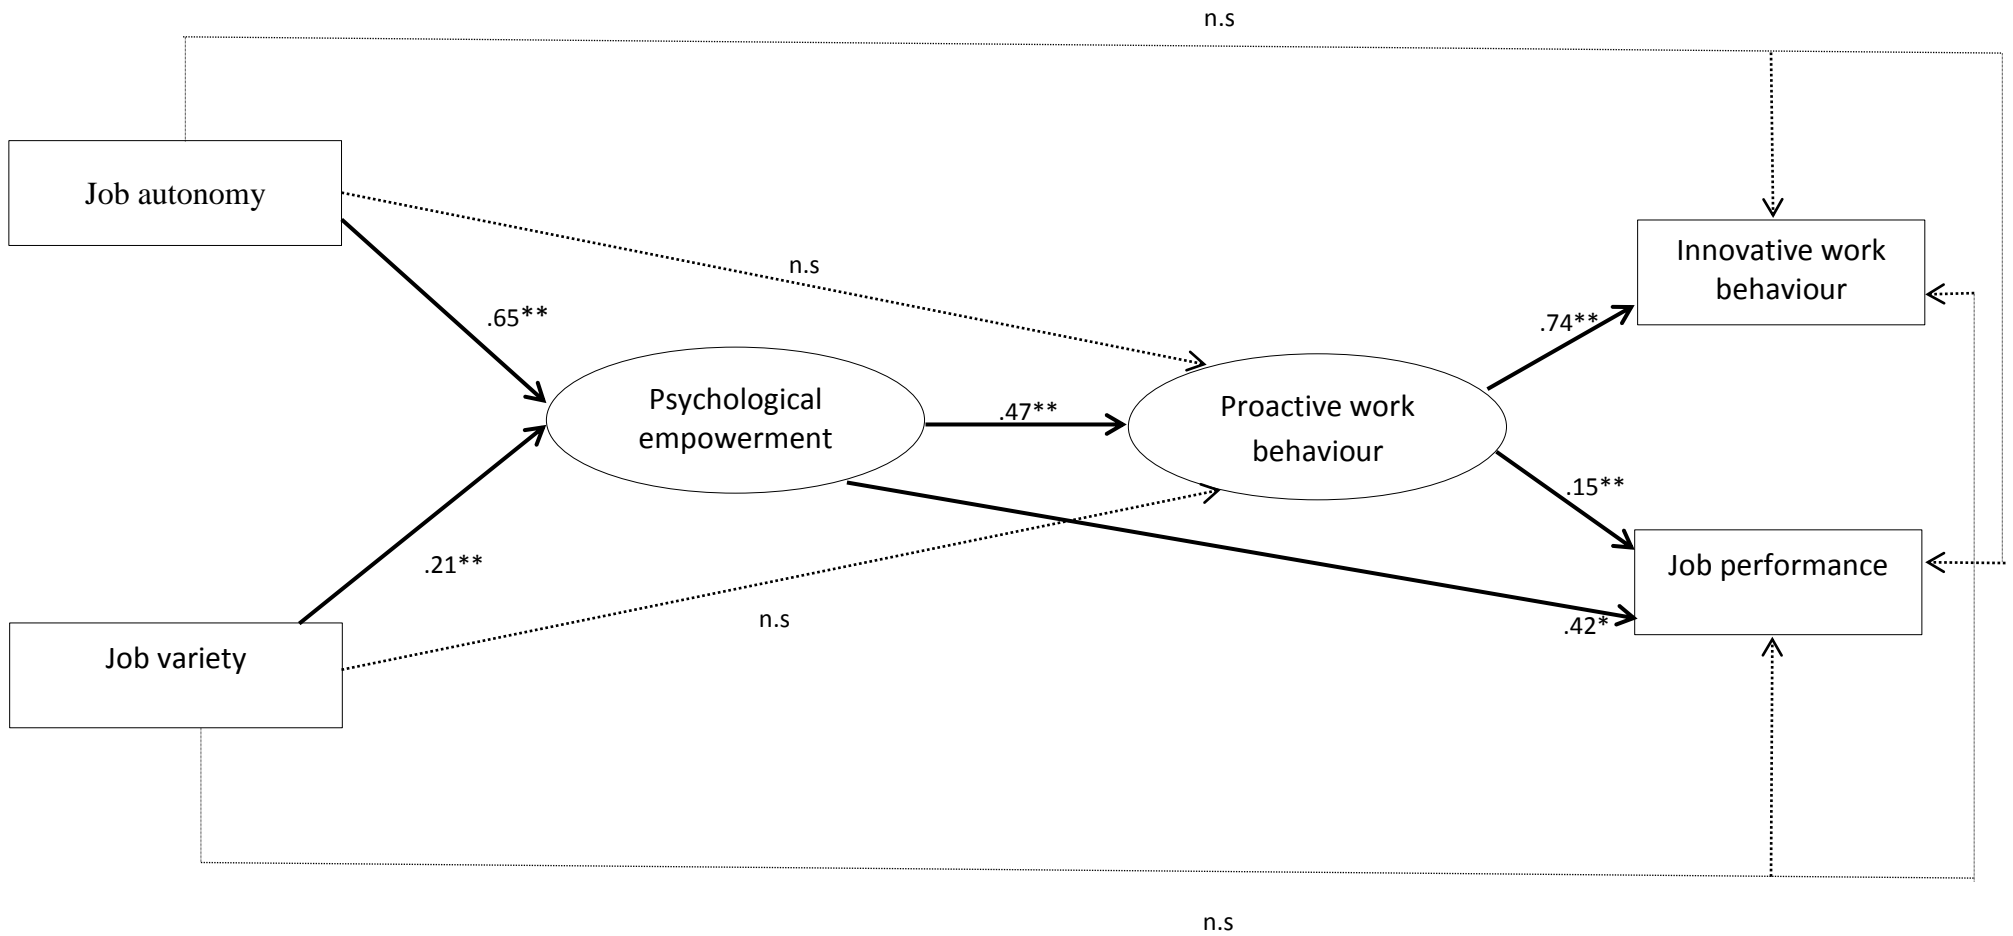 n.s
Job autonomy
Innovative work
behaviour
n.s
.65**
.74**
Psychological
empowerment
.47**
Proactive work
behaviour
.15**
.21**
Job performance
n.s
.42*
Job variety
n.s